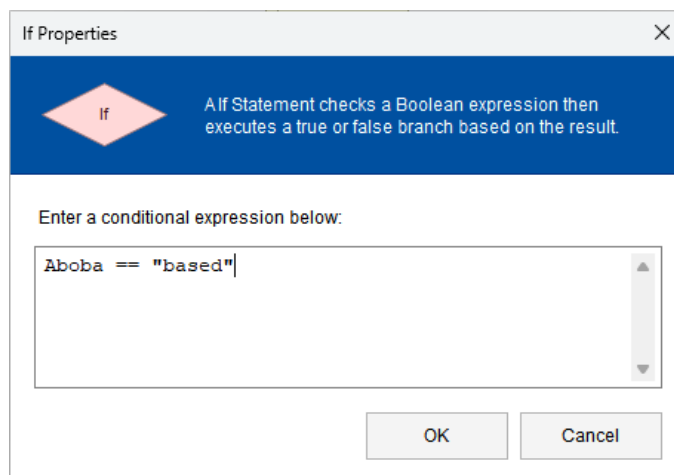 If Properties
If
A If Statement checks a Boolean expression then
executes a true or false branch based on the result.
Enter a conditional expression below:
Aboba == "based"
OK
Cancel